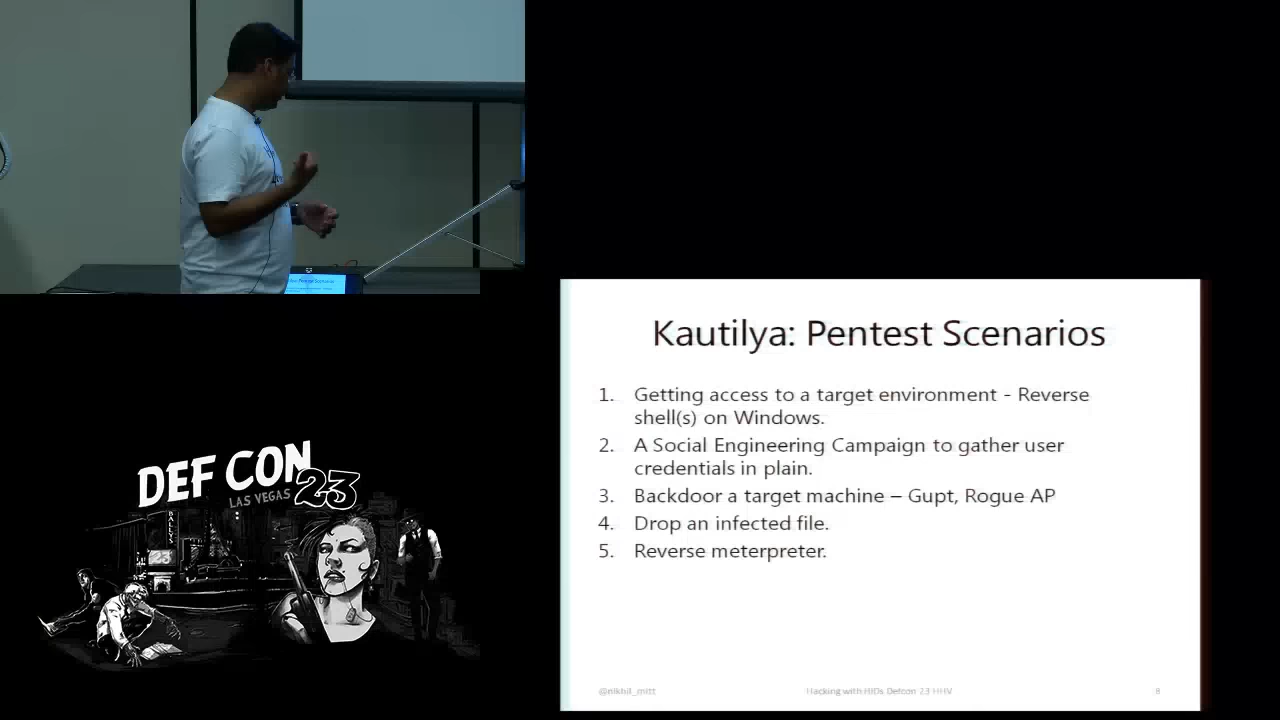 Kautilya: Pentest Scenarios
1. Getting access to a target environment - Reverse
shell(s) on Windows.
2. A Social Engineering Campaign to gather user
credentials in plain.
3. Backdoor a target machine – Gupt, Rogue AP
4. Drop an infected file.
5. Reverse meterpreter.
@nikhil_mitt
Hacking with HIDs Defcon 23 HHV
8
DEF CON
LAS VEGAS 23
BALLYS